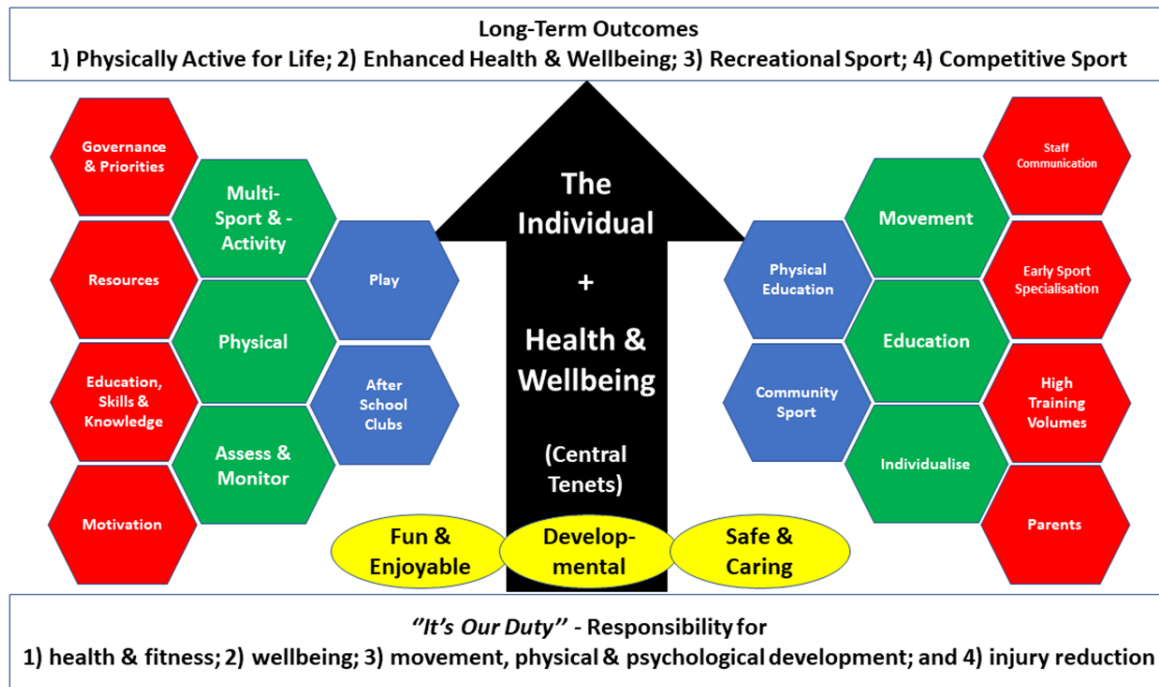 Long-Term Outcomes
1) Physically Active for Life; 2) Enhanced Health & Wellbeing; 3) Recreational Sport; 4) Competitive Sport
Governance
& Priorities
Resources
Education,
Skills &
Knowledge
Motivation
Multi-
Sport & -
Activity
Physical
Assess &
Monitor
Play
After
School
Clubs
The
Individual
+
Health &
Wellbeing
(Central
Tenets)
Fun &
Enjoyable
Develop-
mental
Safe &
Caring
Physical
Education
Community
Sport
Movement
Education
Individualise
Staff
Communication
Early Sport
Specialisation
High
Training
Volumes
Parents
"It's Our Duty" - Responsibility for
1) health & fitness; 2) wellbeing; 3) movement, physical & psychological development; and 4) injury reduction